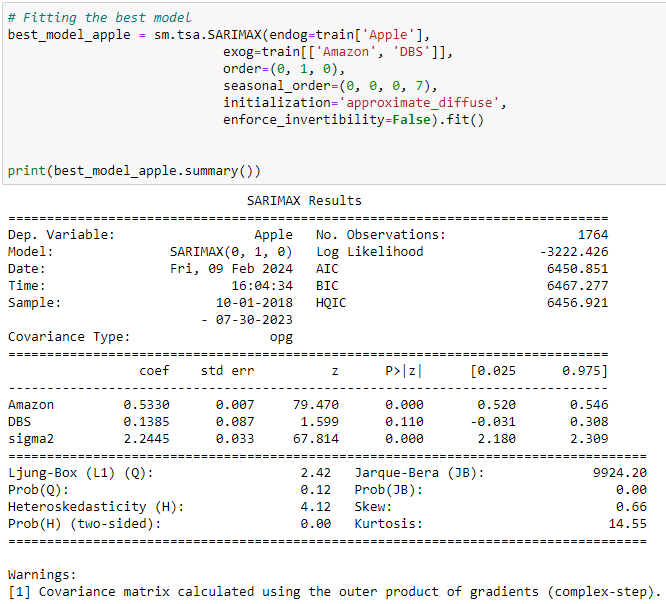 # Fitting the best model
best_model_apple = sm.tsa.SARIMAX(endog=train['Apple'],
                            exog=train[['Amazon', 'DBS']],
                            order=(0, 1, 0),
                            seasonal_order=(0, 0, 0, 7),
                            initialization='approximate_diffuse',
                            enforce_invertibility=False).fit()
print(best_model_apple.summary())
                               SARIMAX Results
==============================================================================
Dep. Variable:                  Apple   No. Observations:                 1764
Model:               SARIMAX(0, 1, 0)   Log Likelihood               -3222.426
Date:                Fri, 09 Feb 2024   AIC                           6450.851
Time:                        16:04:34   BIC                           6467.277
Sample:                    10-01-2018   HQIC                          6456.921
                         - 07-30-2023
Covariance Type:                  opg
==============================================================================
                 coef    std err          z      P>|z|      [0.025      0.975]
------------------------------------------------------------------------------
Amazon         0.5330      0.007     79.470      0.000       0.520       0.546
DBS            0.1385      0.087      1.599      0.110      -0.031       0.308
sigma2         2.2445      0.033     67.814      0.000       2.180       2.309
===================================================================================
Ljung-Box (L1) (Q):                   2.42   Jarque-Bera (JB):              9924.20
Prob(Q):                              0.12   Prob(JB):                         0.00
Heteroskedasticity (H):               4.12   Skew:                             0.66
Prob(H) (two-sided):                  0.00   Kurtosis:                        14.55
===================================================================================
Warnings:
[1] Covariance matrix calculated using the outer product of gradients (complex-step).